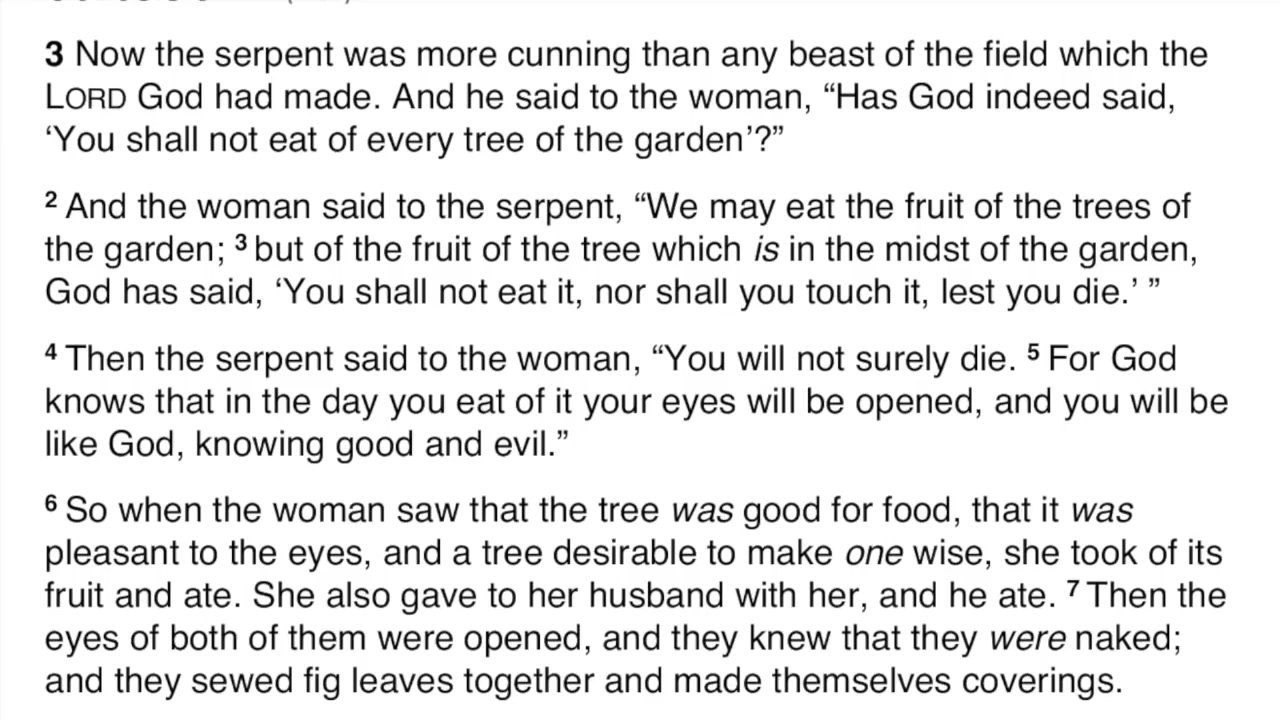 3 Now the serpent was more cunning than any beast of the field which the
LORD God had made. And he said to the woman, “Has God indeed said,
‘You shall not eat of every tree of the garden’?”
2 And the woman said to the serpent, “We may eat the fruit of the trees of
the garden; 3 but of the fruit of the tree which is in the midst of the garden,
God has said, ‘You shall not eat it, nor shall you touch it, lest you die.’ ”
4 Then the serpent said to the woman, “You will not surely die. 5 For God
knows that in the day you eat of it your eyes will be opened, and you will be
like God, knowing good and evil.”
6 So when the woman saw that the tree was good for food, that it was
pleasant to the eyes, and a tree desirable to make one wise, she took of its
fruit and ate. She also gave to her husband with her, and he ate. 7 Then the
eyes of both of them were opened, and they knew that they were naked;
and they sewed fig leaves together and made themselves coverings.